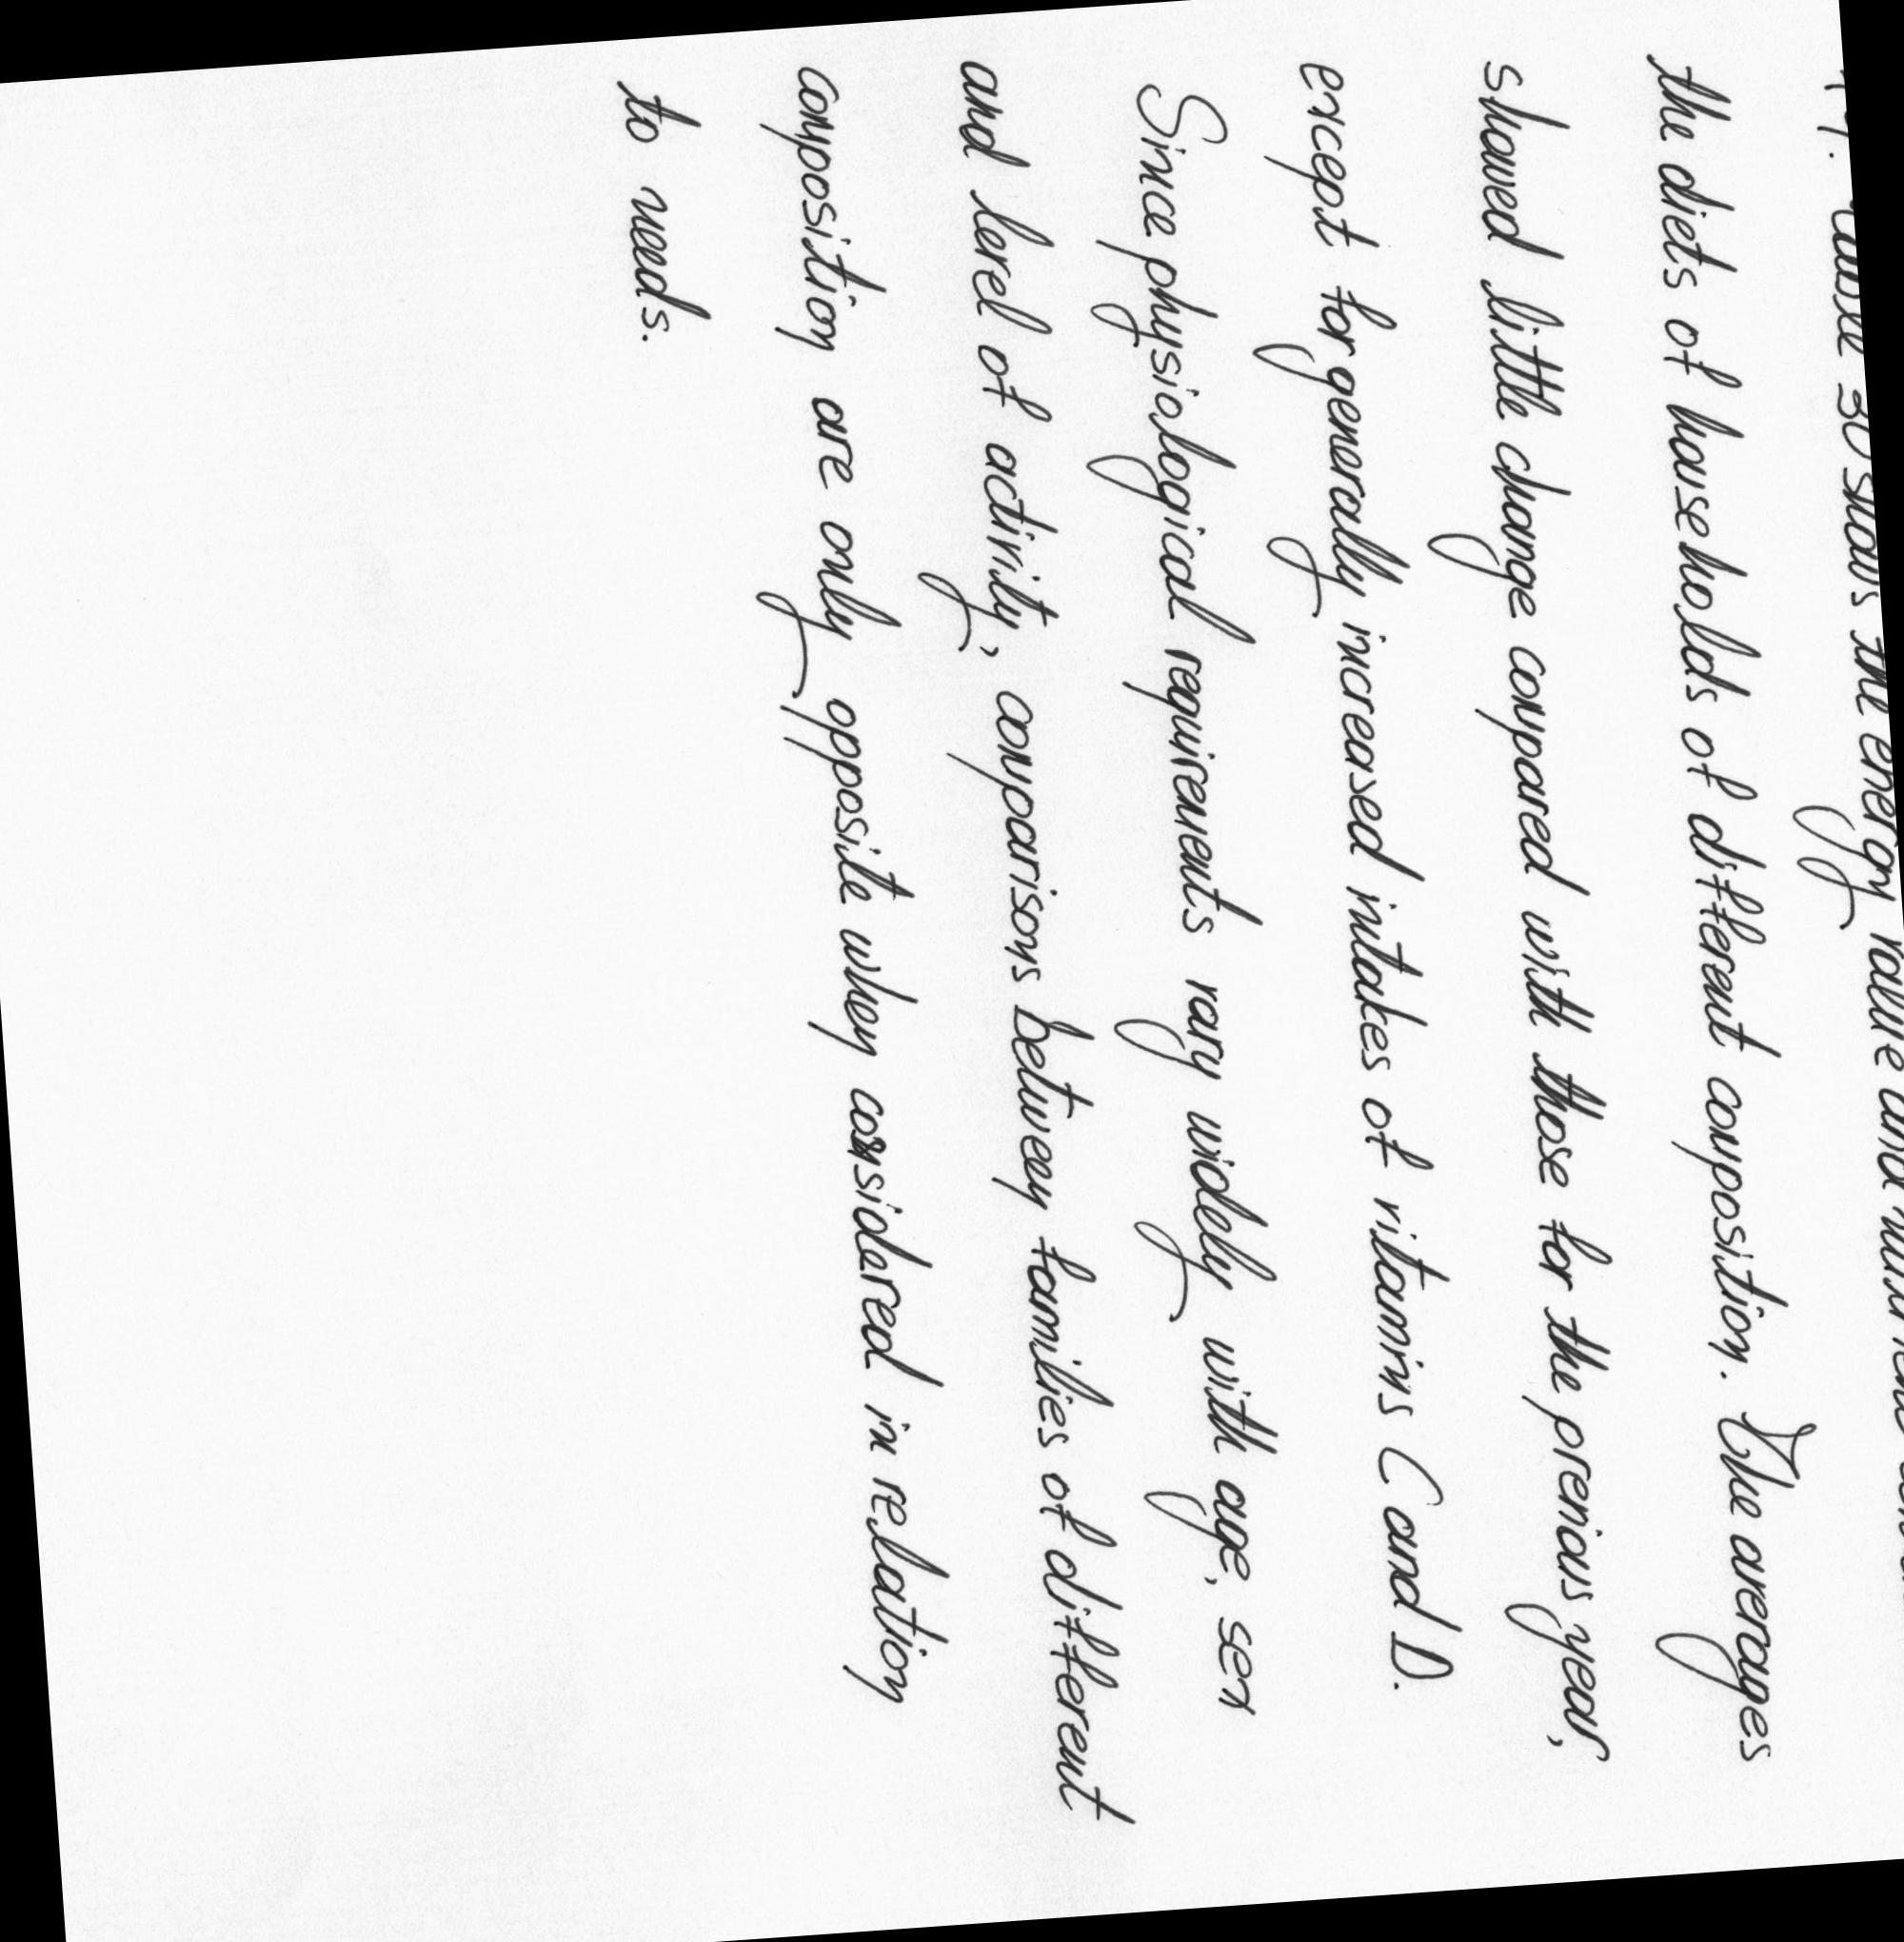 Table 30 shows the energy value and nutrient
the diets of households of different composition. The averages
showed little change compared with those for the previous year,
except for generally increased intakes of vitamins C and D.
Since physiological requirements vary widely with age, sex
and level of activity, comparisons between families of different
composition are only opposite when considered in relation
to needs.